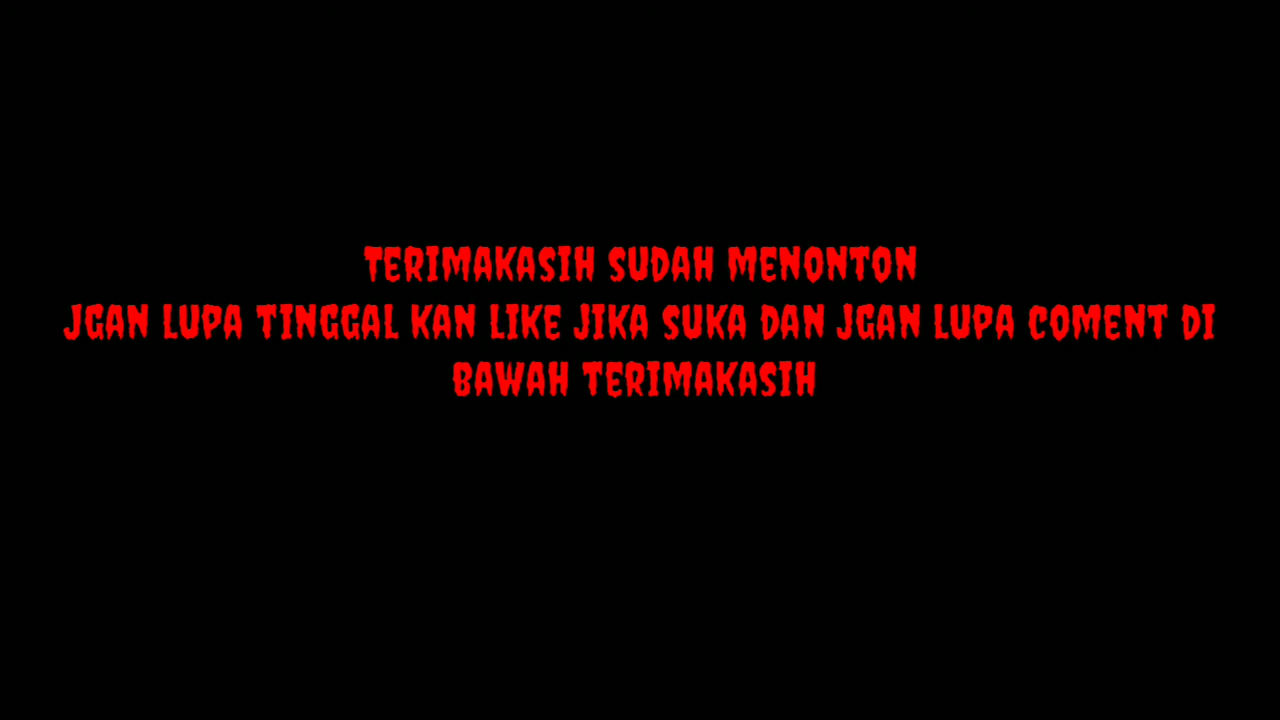 TERIMAKASIH SUDAH MENONTON
JGAN LUPA TINGGAL KAN LIKE JIKA SUKA DAN JGAN LUPA COMENT DI
BAWAH TERIMAKASIH